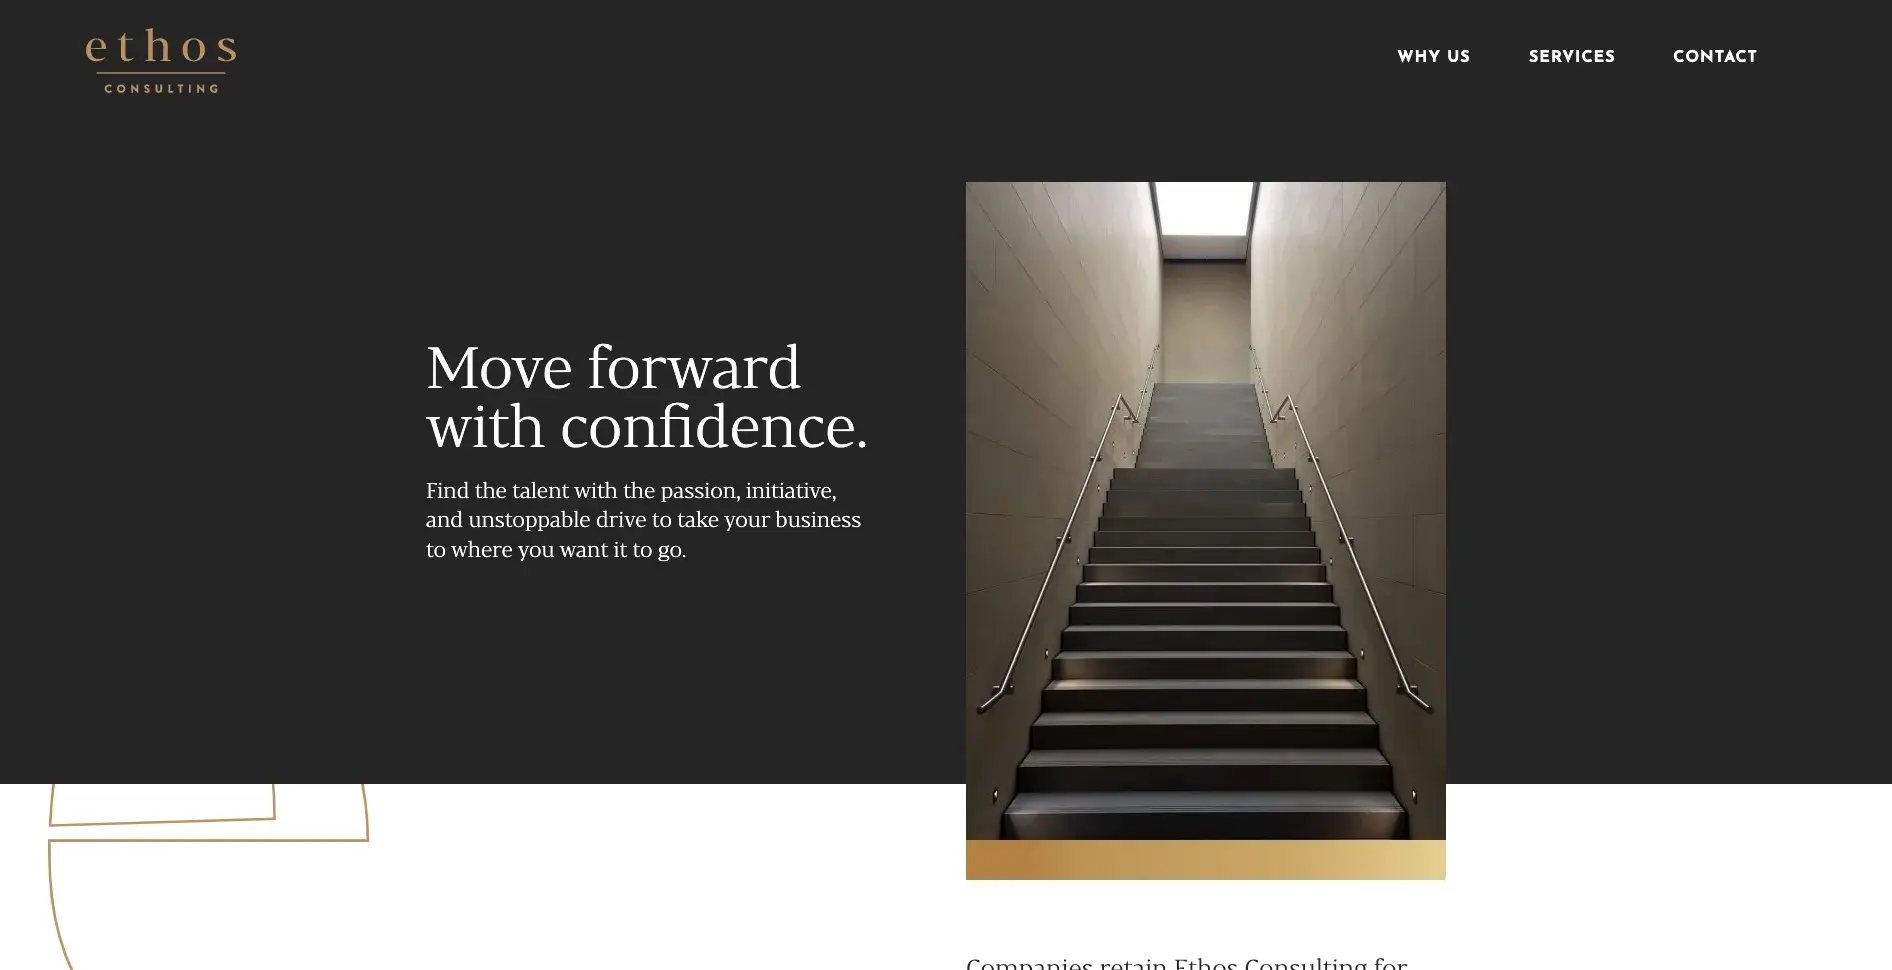 ethos
CONSULTING
WHY US
SERVICES
CONTACT
Move forward
with confidence.
Find the talent with the passion, initiative,
and unstoppable drive to take your business
to where you want it to go.
Companies retain Ethos Consulting for